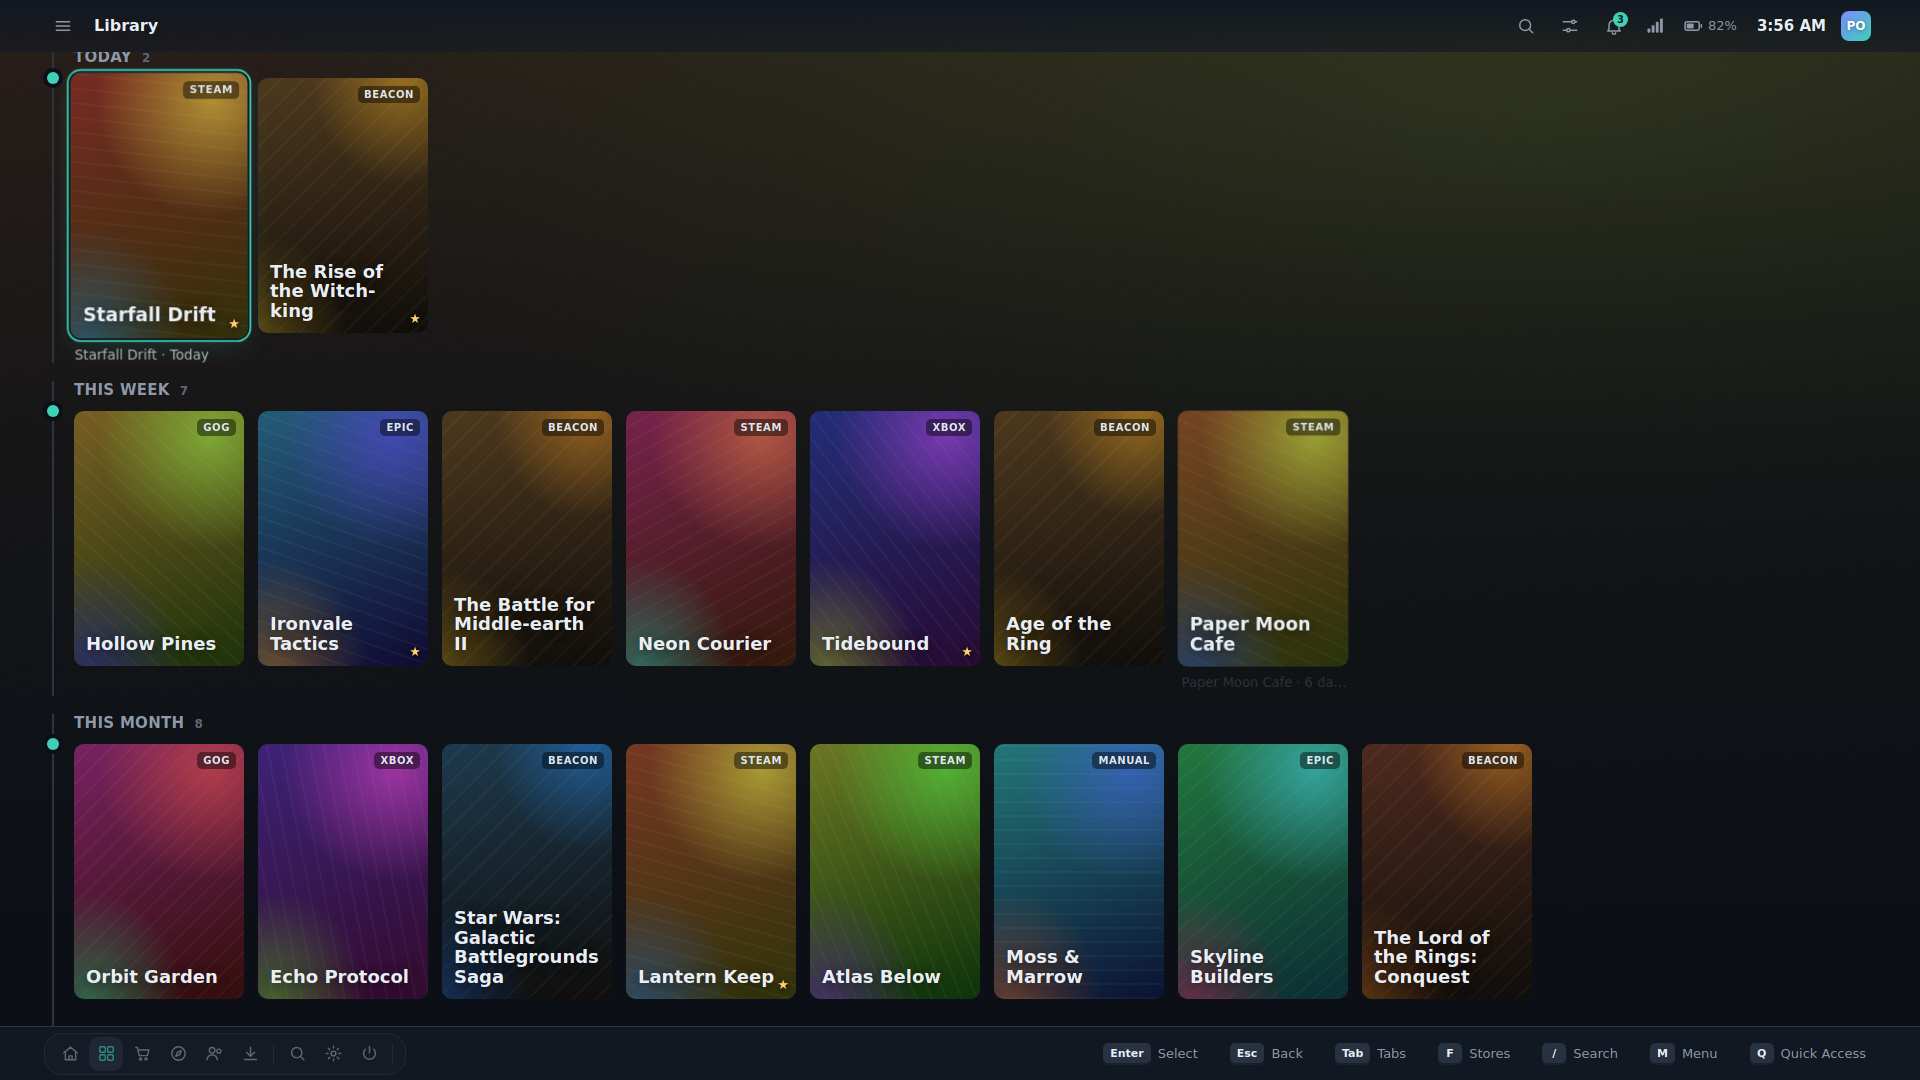 Library
3
82%
3:56 AM
PO
TODAY 2
STEAM
Starfall Drift
★
Starfall Drift · Today
BEACON
The Rise of
the Witch-
king
★
THIS WEEK 7
GOG
Hollow Pines
EPIC
Ironvale
Tactics
★
BEACON
The Battle for
Middle-earth
II
STEAM
Neon Courier
XBOX
Tidebound
★
BEACON
Age of the
Ring
STEAM
Paper Moon
Cafe
Paper Moon Cafe · 6 da...
THIS MONTH 8
GOG
Orbit Garden
XBOX
Echo Protocol
BEACON
Star Wars:
Galactic
Battlegrounds
Saga
STEAM
Lantern Keep
★
STEAM
Atlas Below
MANUAL
Moss &
Marrow
EPIC
Skyline
Builders
BEACON
The Lord of
the Rings:
Conquest
Enter Select
Esc Back
Tab Tabs
F Stores
/ Search
M Menu
Q Quick Access